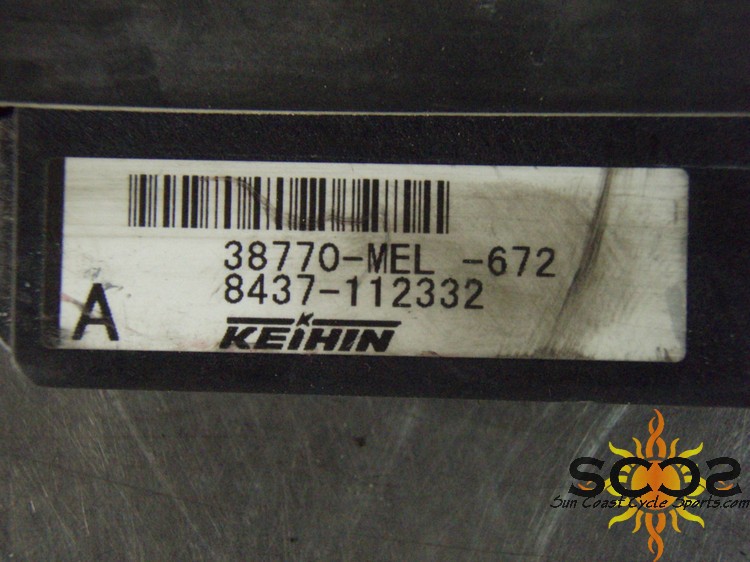 38770-MEL -672
8437-112332
A
KEIHIN
SCCS
Sun Coast Cycle Sports.com